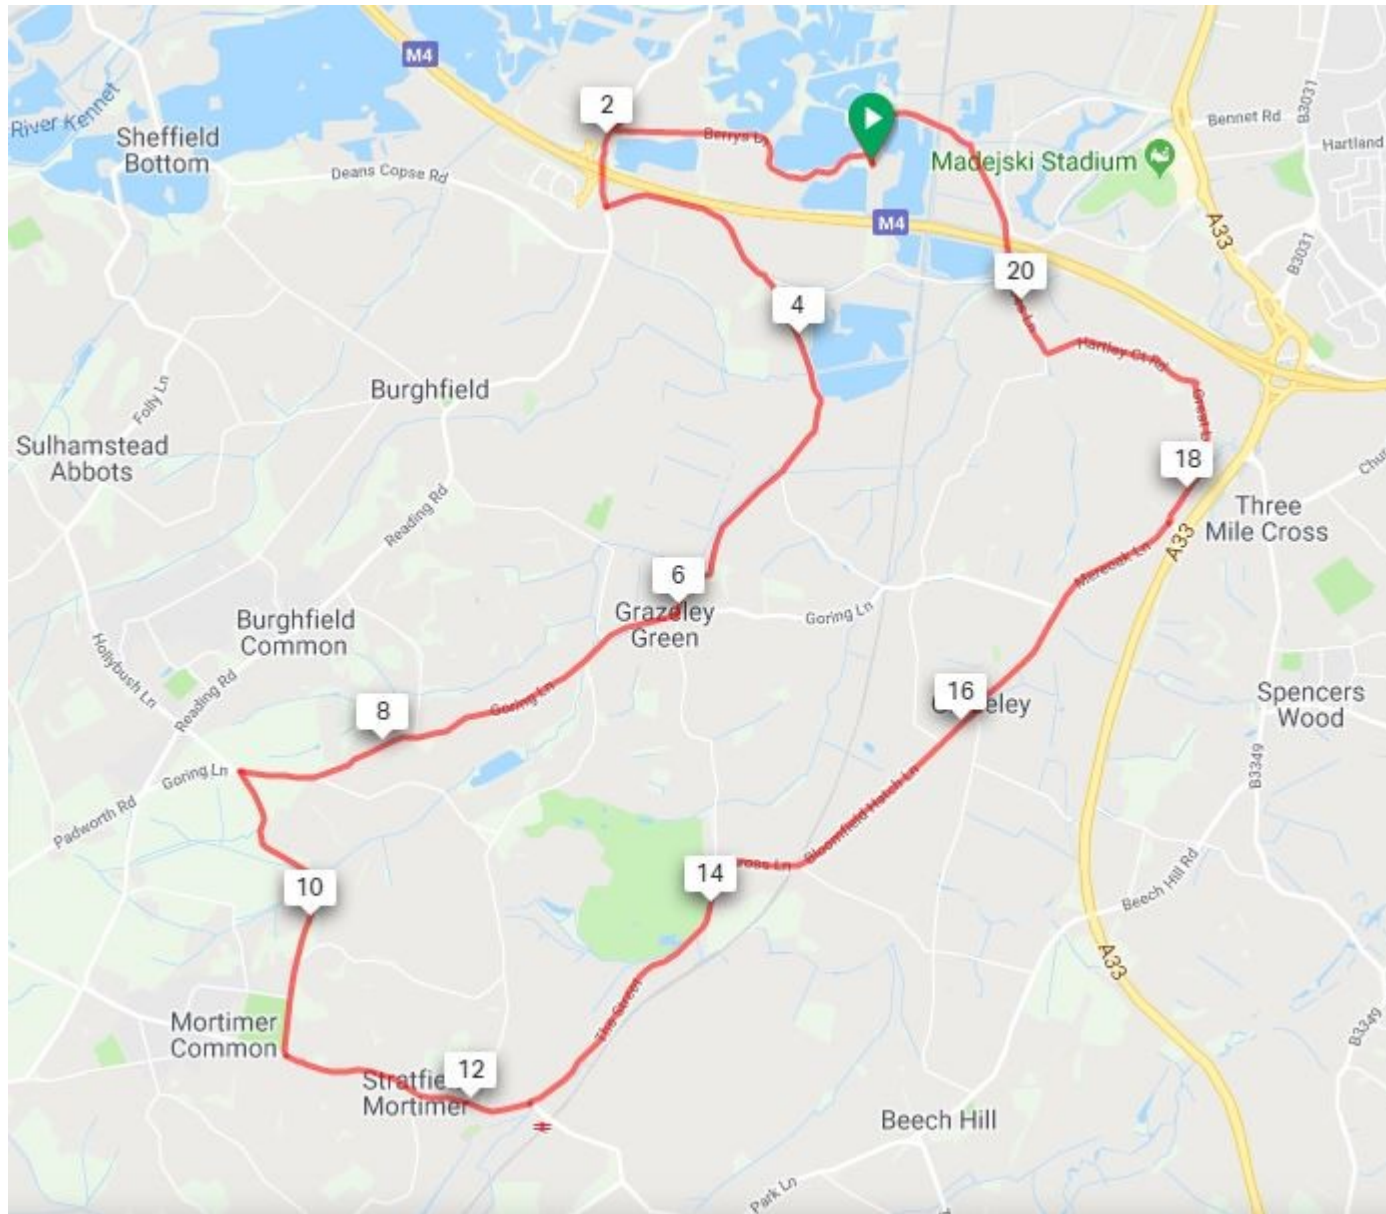 M4
2
River Kennet
Sheffield
Bottom
Berrys Ln
Bennet Rd
B3031
Hartland
Madejski Stadium
Deans Copse Rd
M4
A33
B3031
20
4
Hartley Ct Rd
Burghfield
Folly Ln
Sulhamstead
Abbots
18
Reading Rd
Three
Mile Cross
A33
6
Grazeley
Green
Goring Ln
Burghfield
Common
Hollybush Ln
Reading Rd
8
Goring Ln
16
Spencers
Wood
Goring Ln
Padworth Rd
B3349
Bloomfield Hatch Ln
14
10
Beech Hill Rd
A33
The Street
Mortimer
Common
B3349
12
Mortimer
Beech Hill
Park Ln